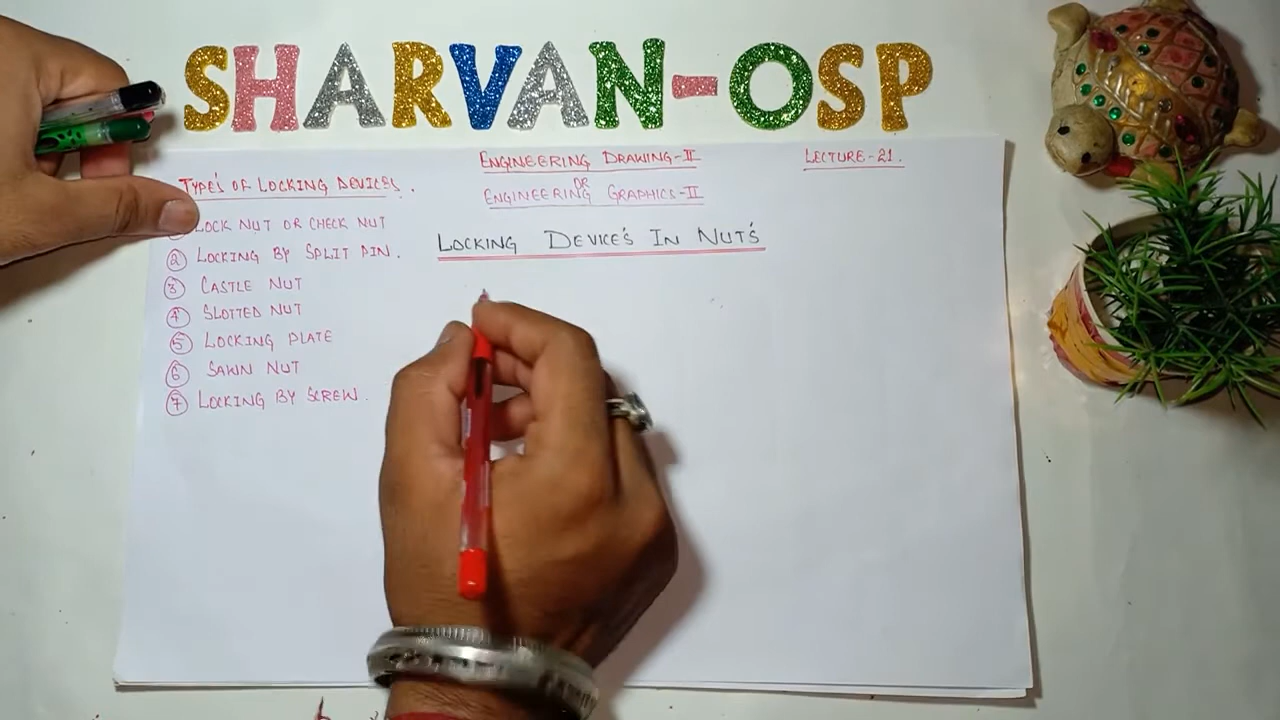 SHARVAN-OSP
ENGINEERING DRAWING-II
OR
ENGINEERING GRAPHICS-II
LECTURE-21.
TYPE'S OF LOCKING DEVICES.
LOCK NUT OR CHECK NUT
② LOCKING BY SPLIT PIN.
③ CASTLE NUT
④ SLOTTED NUT
⑤ LOCKING PLATE
⑥ SAWN NUT
⑦ LOCKING BY SCREW.
LOCKING DEVICE'S IN NUT'S